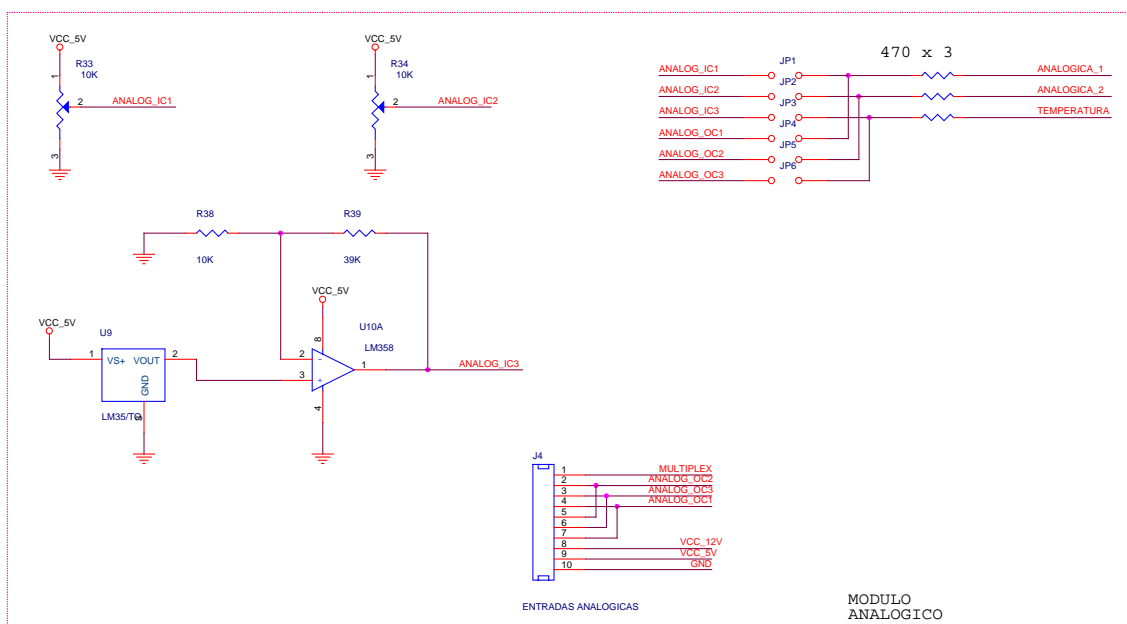 VCC_5V
R33
10K
1
2
3
ANALOG_IC1
VCC_5V
R34
10K
1
2
3
ANALOG_IC2
470 x 3
JP1
JP2
JP3
JP4
JP5
JP6
ANALOG_IC1
ANALOG_IC2
ANALOG_IC3
ANALOG_OC1
ANALOG_OC2
ANALOG_OC3
ANALOGICA_1
ANALOGICA_2
TEMPERATURA
R38
10K
R39
39K
VCC_5V
U10A
LM358
8
2
3
1
4
ANALOG_IC3
VCC_5V
U9
1
VS+ VOUT
2
GND
3
LM35/TO
J4
1 MULTIPLEX
2 ANALOG_OC2
3 ANALOG_OC3
4 ANALOG_OC1
5
6
7
8 VCC_12V
9 VCC_5V
10 GND
ENTRADAS ANALOGICAS
MODULO
ANALOGICO